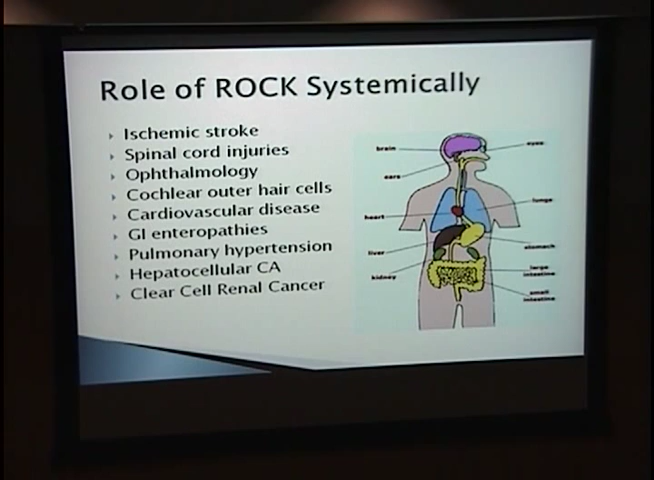 Role of ROCK Systemically
Ischemic stroke
Spinal cord injuries
Ophthalmology
Cochlear outer hair cells
Cardiovascular disease
GI enteropathies
Pulmonary hypertension
Hepatocellular CA
Clear Cell Renal Cancer
brain
eyes
ears
heart
lungs
liver
stomach
kidney
large
intestine
small
intestine